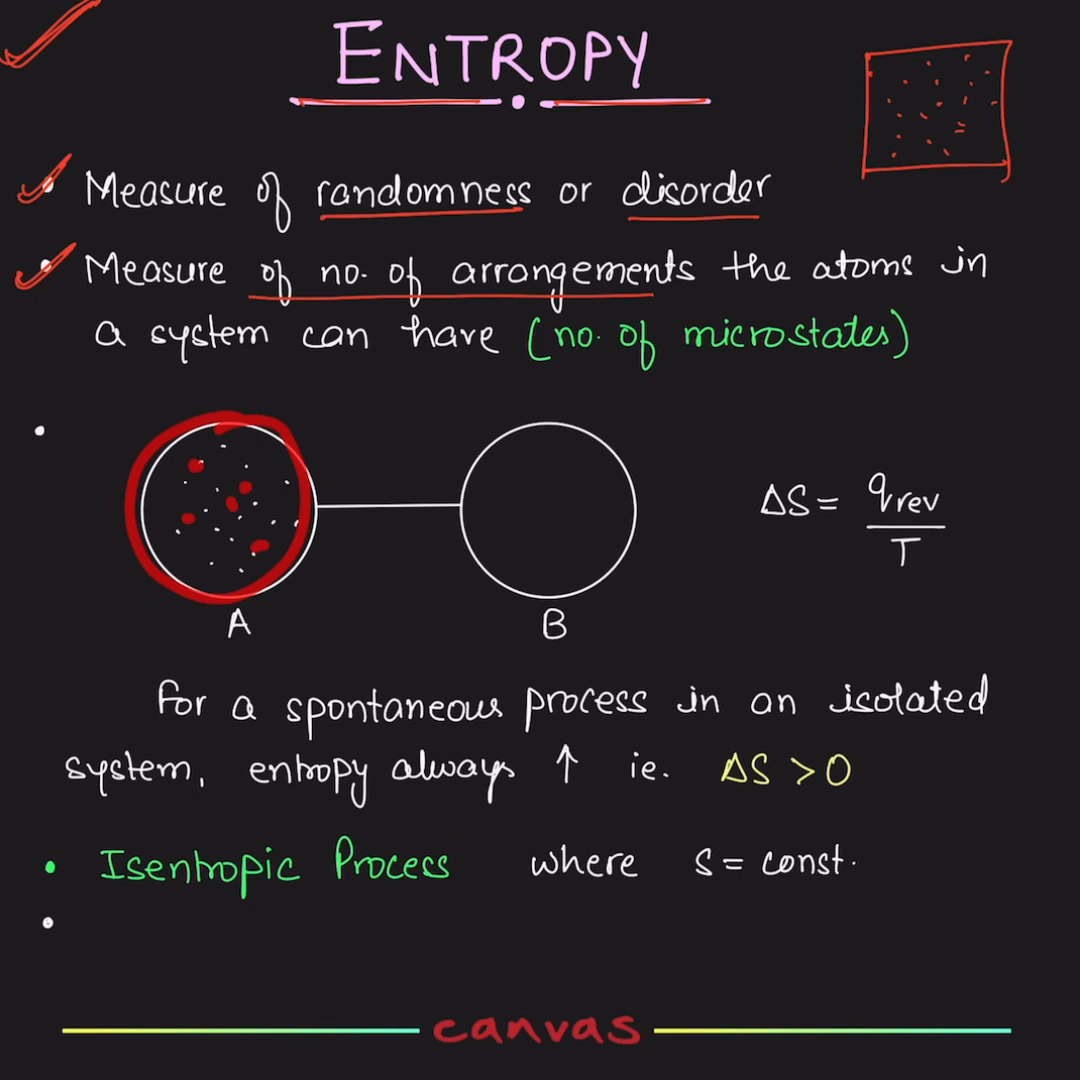 ENTROPY
• Measure of randomness or disorder
• Measure of no. of arrangements the atoms in
a system can have (no. of microstates)
ΔS = qrev/T
A
B
For a spontaneous process in an isolated
system, entropy always ↑ ie. ΔS > 0
• Isentropic Process where S = const.
canvas